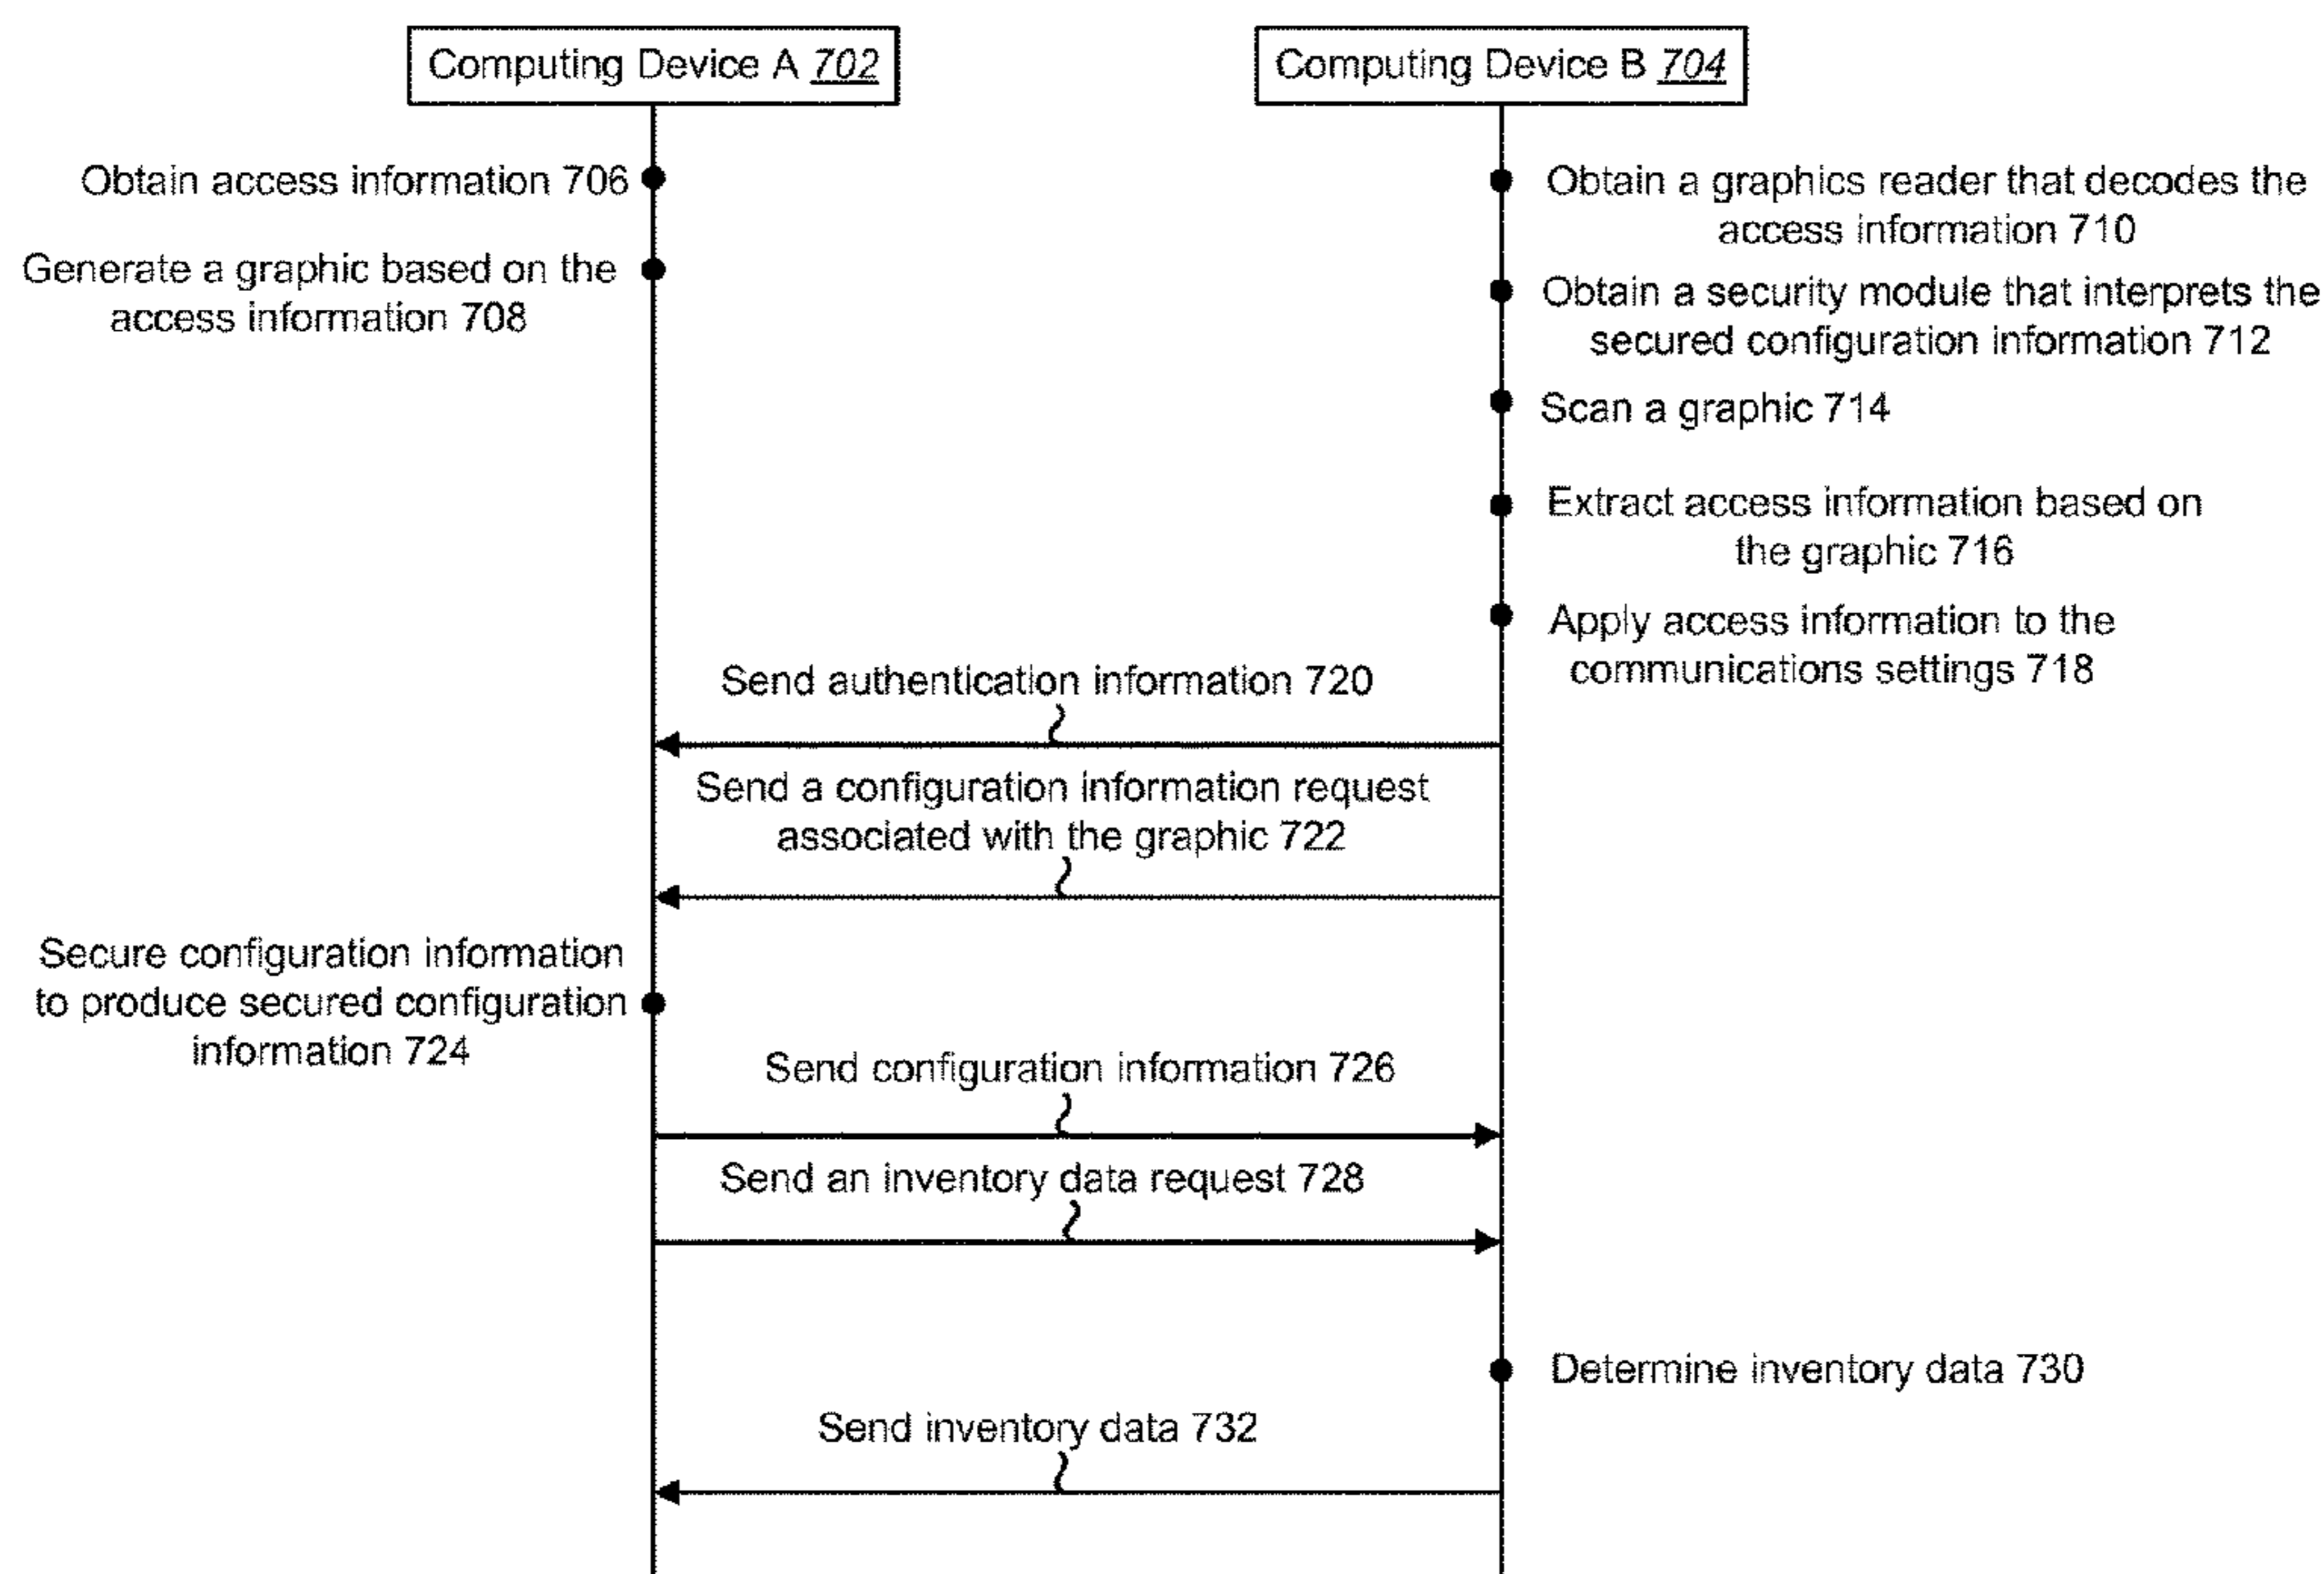 Computing Device A 702
Computing Device B 704
Obtain access information 706
Obtain a graphics reader that decodes the
access information 710
Generate a graphic based on the
access information 708
Obtain a security module that interprets the
secured configuration information 712
Scan a graphic 714
Extract access information based on
the graphic 716
Apply access information to the
communications settings 718
Send authentication information 720
Send a configuration information request
associated with the graphic 722
Secure configuration information
to produce secured configuration
information 724
Send configuration information 726
Send an inventory data request 728
Determine inventory data 730
Send inventory data 732